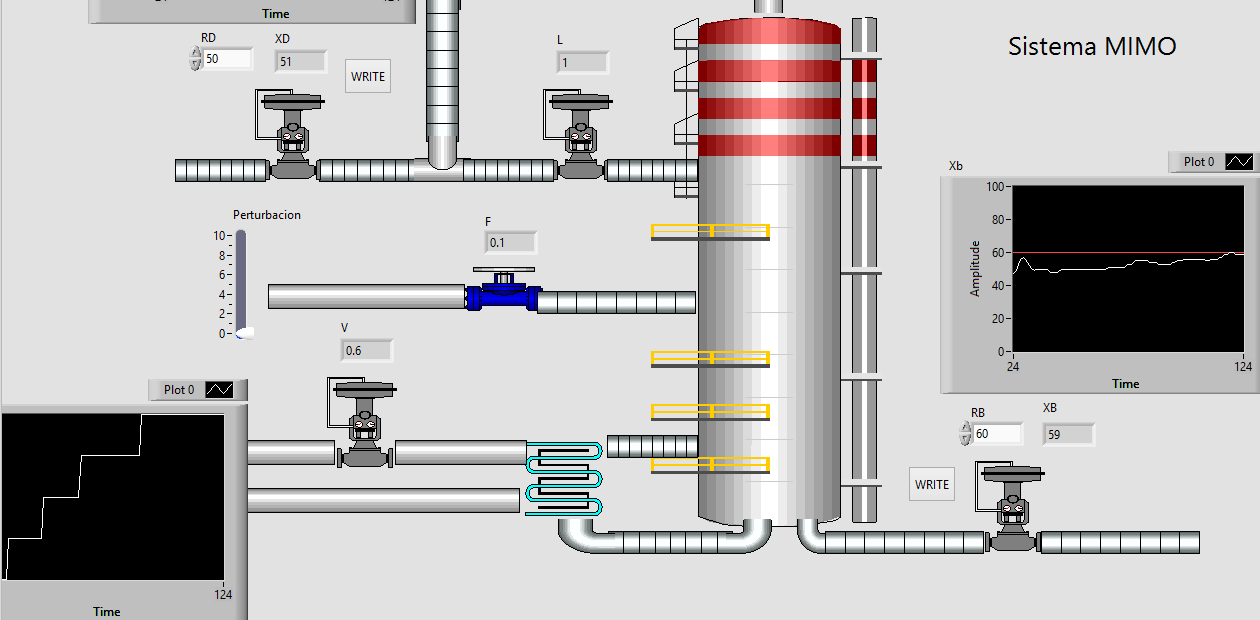 Time
RD
50
XD
51
WRITE
L
1
Sistema MIMO
Plot 0
Xb
100
80
60
40
20
0
Amplitude
24
124
Time
Perturbacion
10
8
6
4
2
0
F
0.1
V
0.6
Plot 0
124
Time
RB
60
XB
59
WRITE